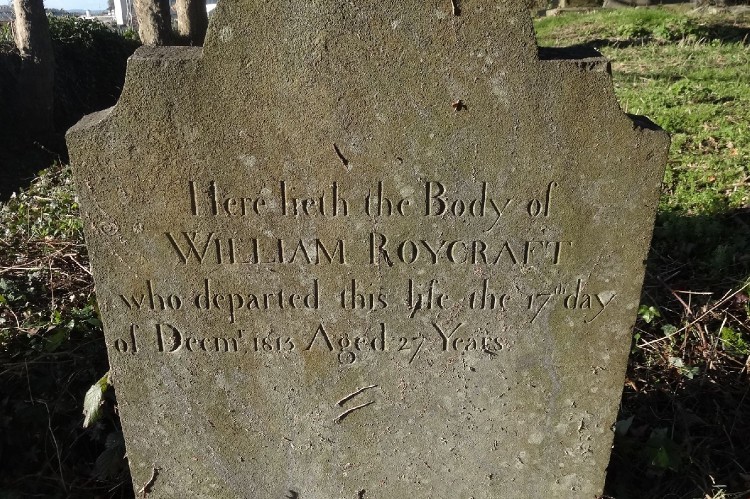 Here lieth the Body of
WILLIAM ROYCRAFT
who departed this life the 17th day
of Decmr. 1813 Aged 27 Years.